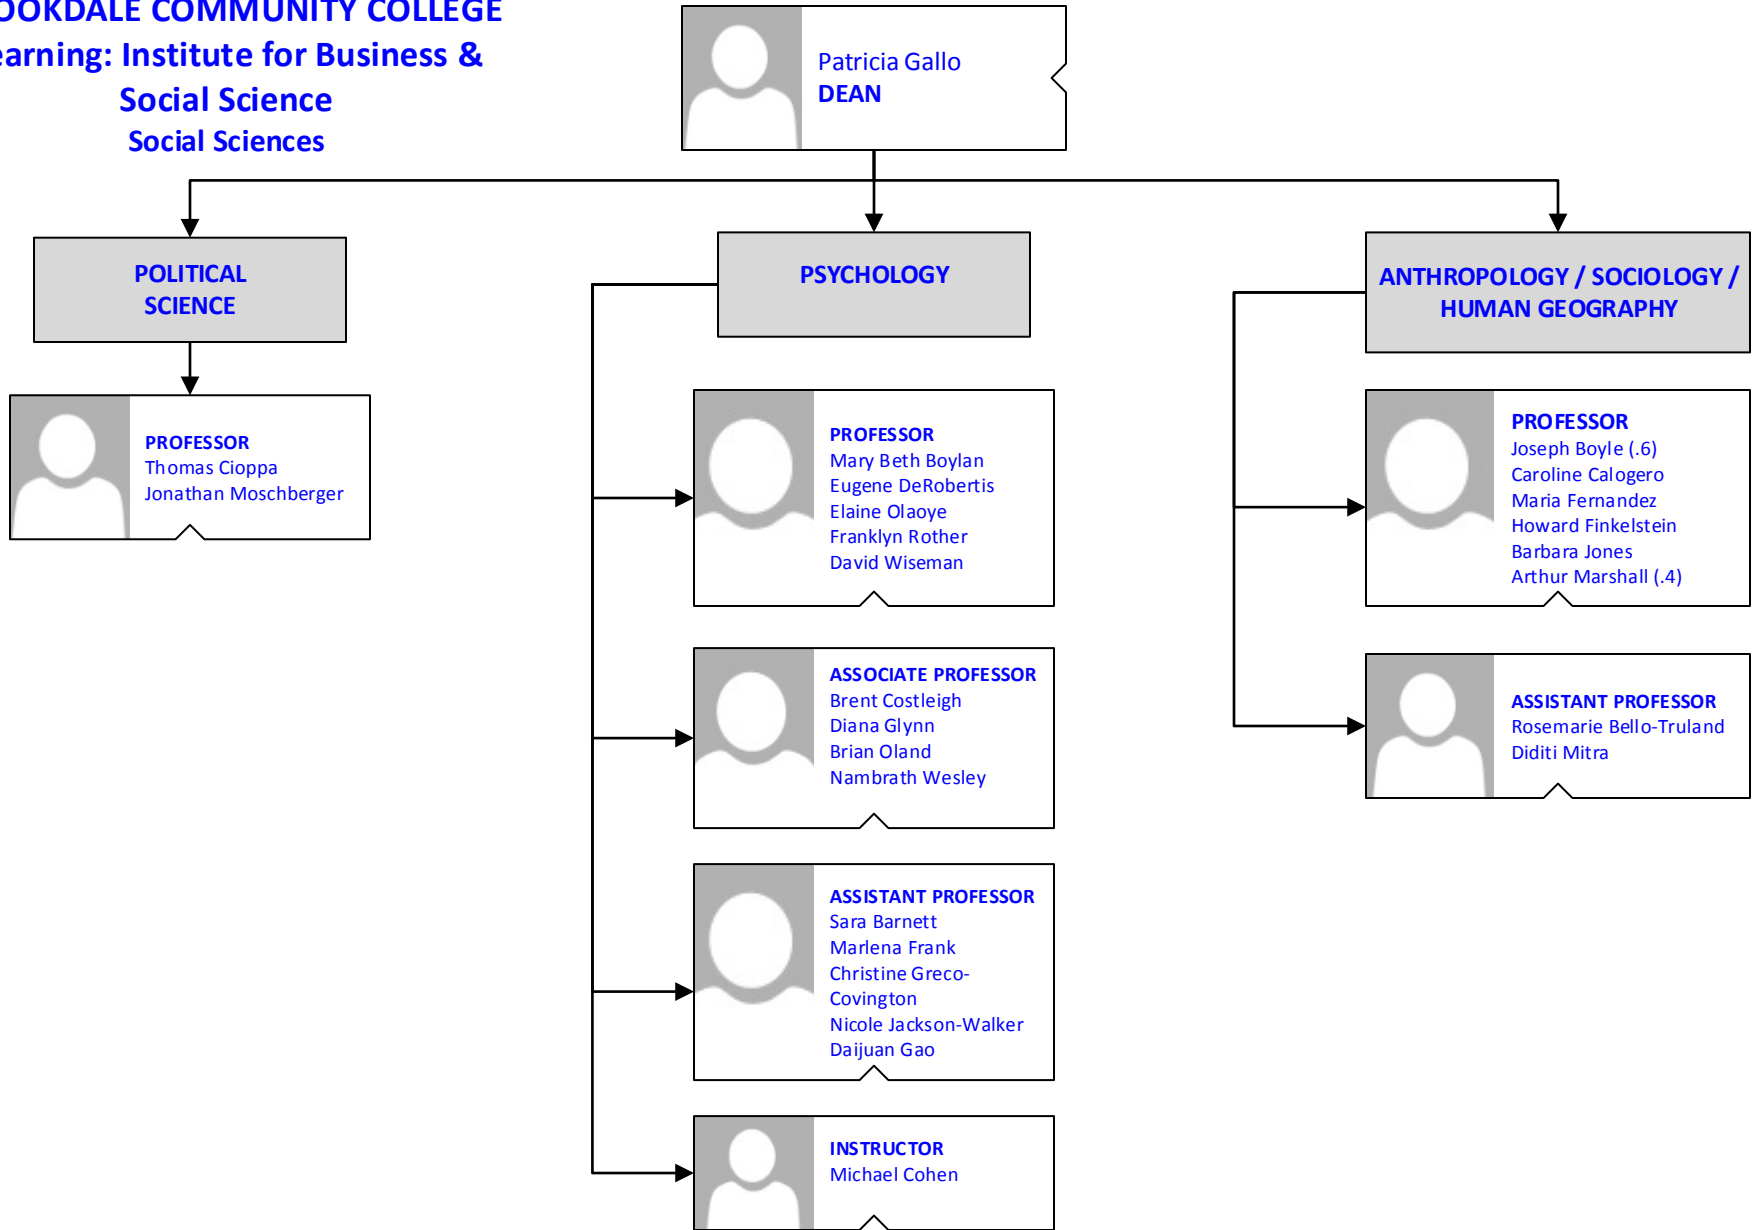 OOKDALE COMMUNITY COLLEGE
earning: Institute for Business &
Social Science
Social Sciences
Patricia Gallo
DEAN
POLITICAL
SCIENCE
PROFESSOR
Thomas Cioppa
Jonathan Moschberger
PSYCHOLOGY
PROFESSOR
Mary Beth Boylan
Eugene DeRobertis
Elaine Olaoye
Franklyn Rother
David Wiseman
ASSOCIATE PROFESSOR
Brent Costleigh
Diana Glynn
Brian Oland
Nambrath Wesley
ASSISTANT PROFESSOR
Sara Barnett
Marlena Frank
Christine Greco-
Covington
Nicole Jackson-Walker
Daijuan Gao
INSTRUCTOR
Michael Cohen
ANTHROPOLOGY / SOCIOLOGY /
HUMAN GEOGRAPHY
PROFESSOR
Joseph Boyle (.6)
Caroline Calogero
Maria Fernandez
Howard Finkelstein
Barbara Jones
Arthur Marshall (.4)
ASSISTANT PROFESSOR
Rosemarie Bello-Truland
Diditi Mitra